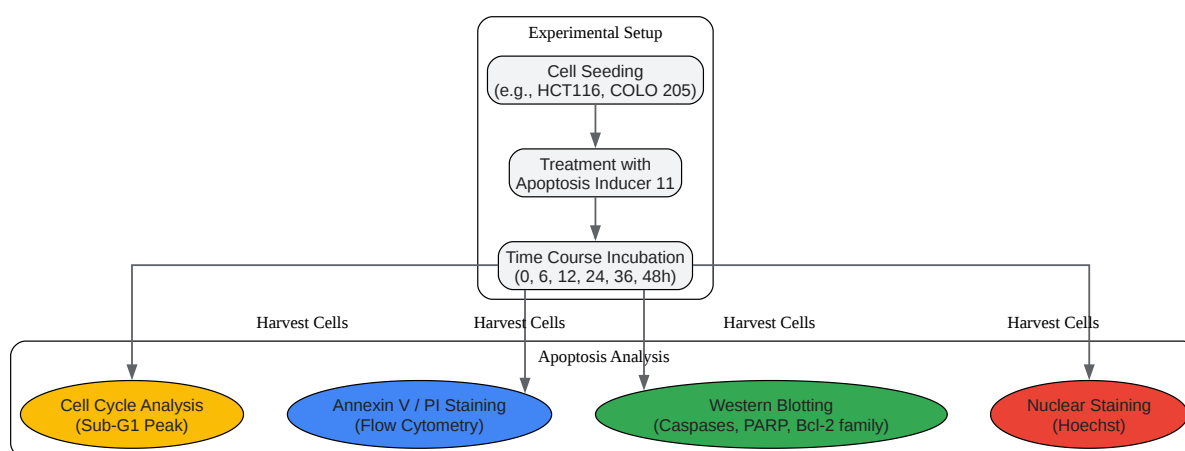 Experimental Setup
Cell Seeding
(e.g., HCT116, COLO 205)
Treatment with
Apoptosis Inducer 11
Time Course Incubation
(0, 6, 12, 24, 36, 48h)
Harvest Cells
Harvest Cells
Harvest Cells
Harvest Cells
Apoptosis Analysis
Cell Cycle Analysis
(Sub-G1 Peak)
Annexin V / PI Staining
(Flow Cytometry)
Western Blotting
(Caspases, PARP, Bcl-2 family)
Nuclear Staining
(Hoechst)